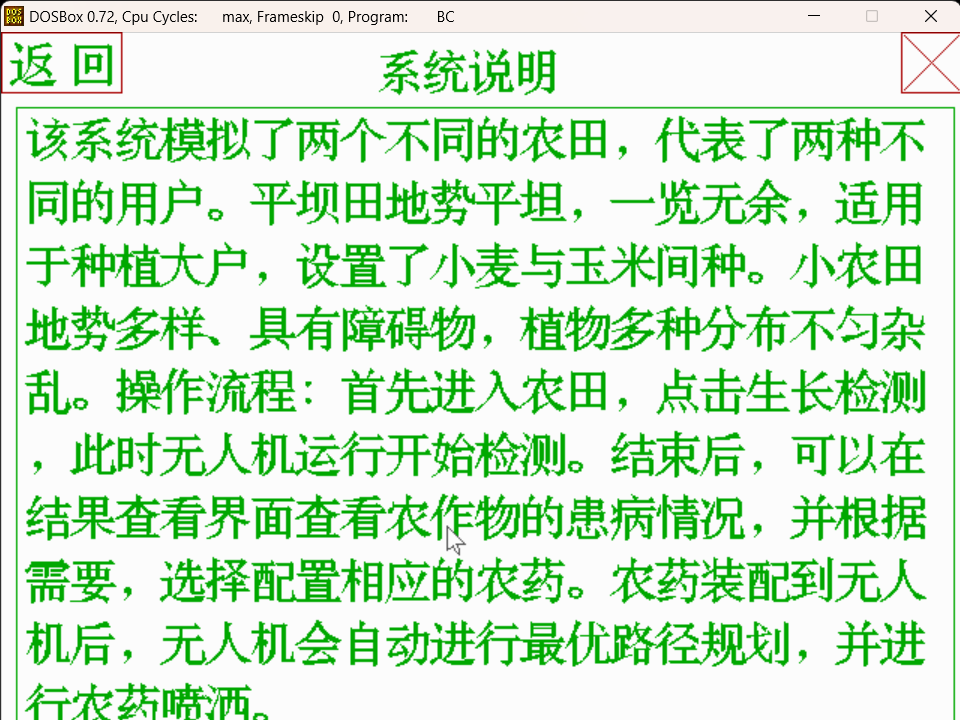 DOSBox 0.72, Cpu Cycles: max, Frameskip 0, Program: BC
返回
系统说明
该系统模拟了两个不同的农田，代表了两种不
同的用户。平坝田地势平坦，一览无余，适用
于种植大户，设置了小麦与玉米间种。小农田
地势多样、具有障碍物，植物多种分布不匀杂
乱。操作流程：首先进入农田，点击生长检测
，此时无人机运行开始检测。结束后，可以在
结果查看界面查看农作物的患病情况，并根据
需要，选择配置相应的农药。农药装配到无人
机后，无人机会自动进行最优路径规划，并进
行农药喷洒。